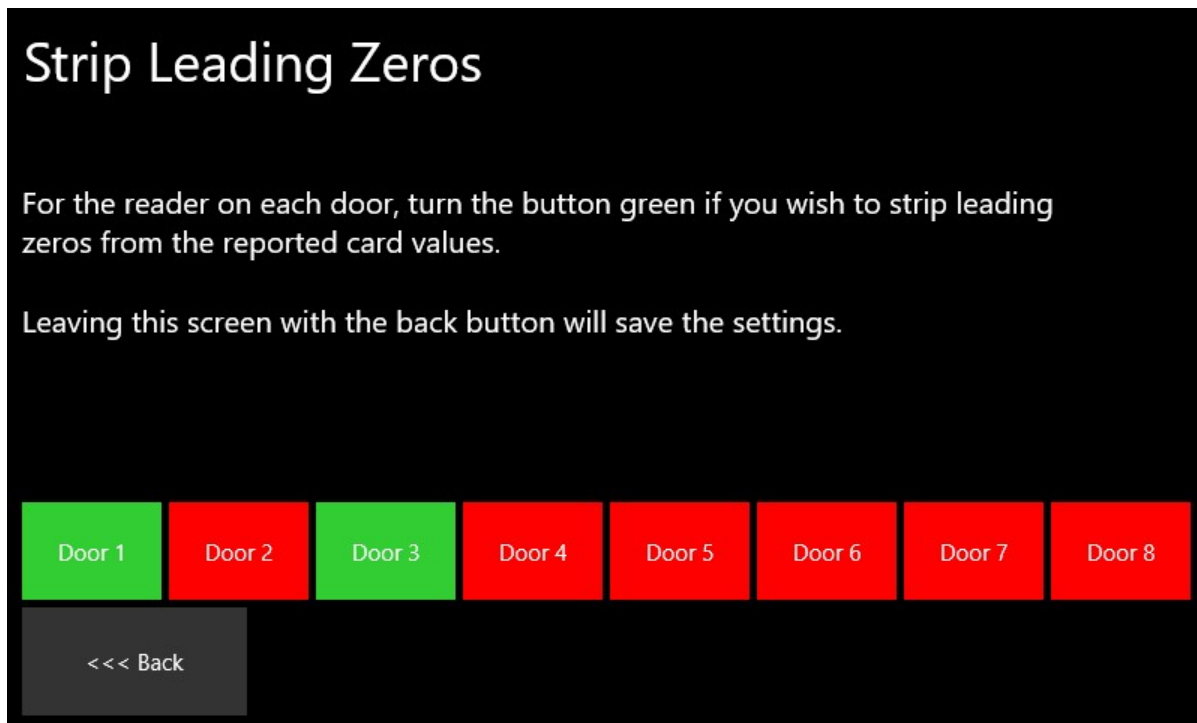 Strip Leading Zeros
For the reader on each door, turn the button green if you wish to strip leading
zeros from the reported card values.
Leaving this screen with the back button will save the settings.
Door 1 Door 2 Door 3 Door 4 Door 5 Door 6 Door 7 Door 8
<<< Back